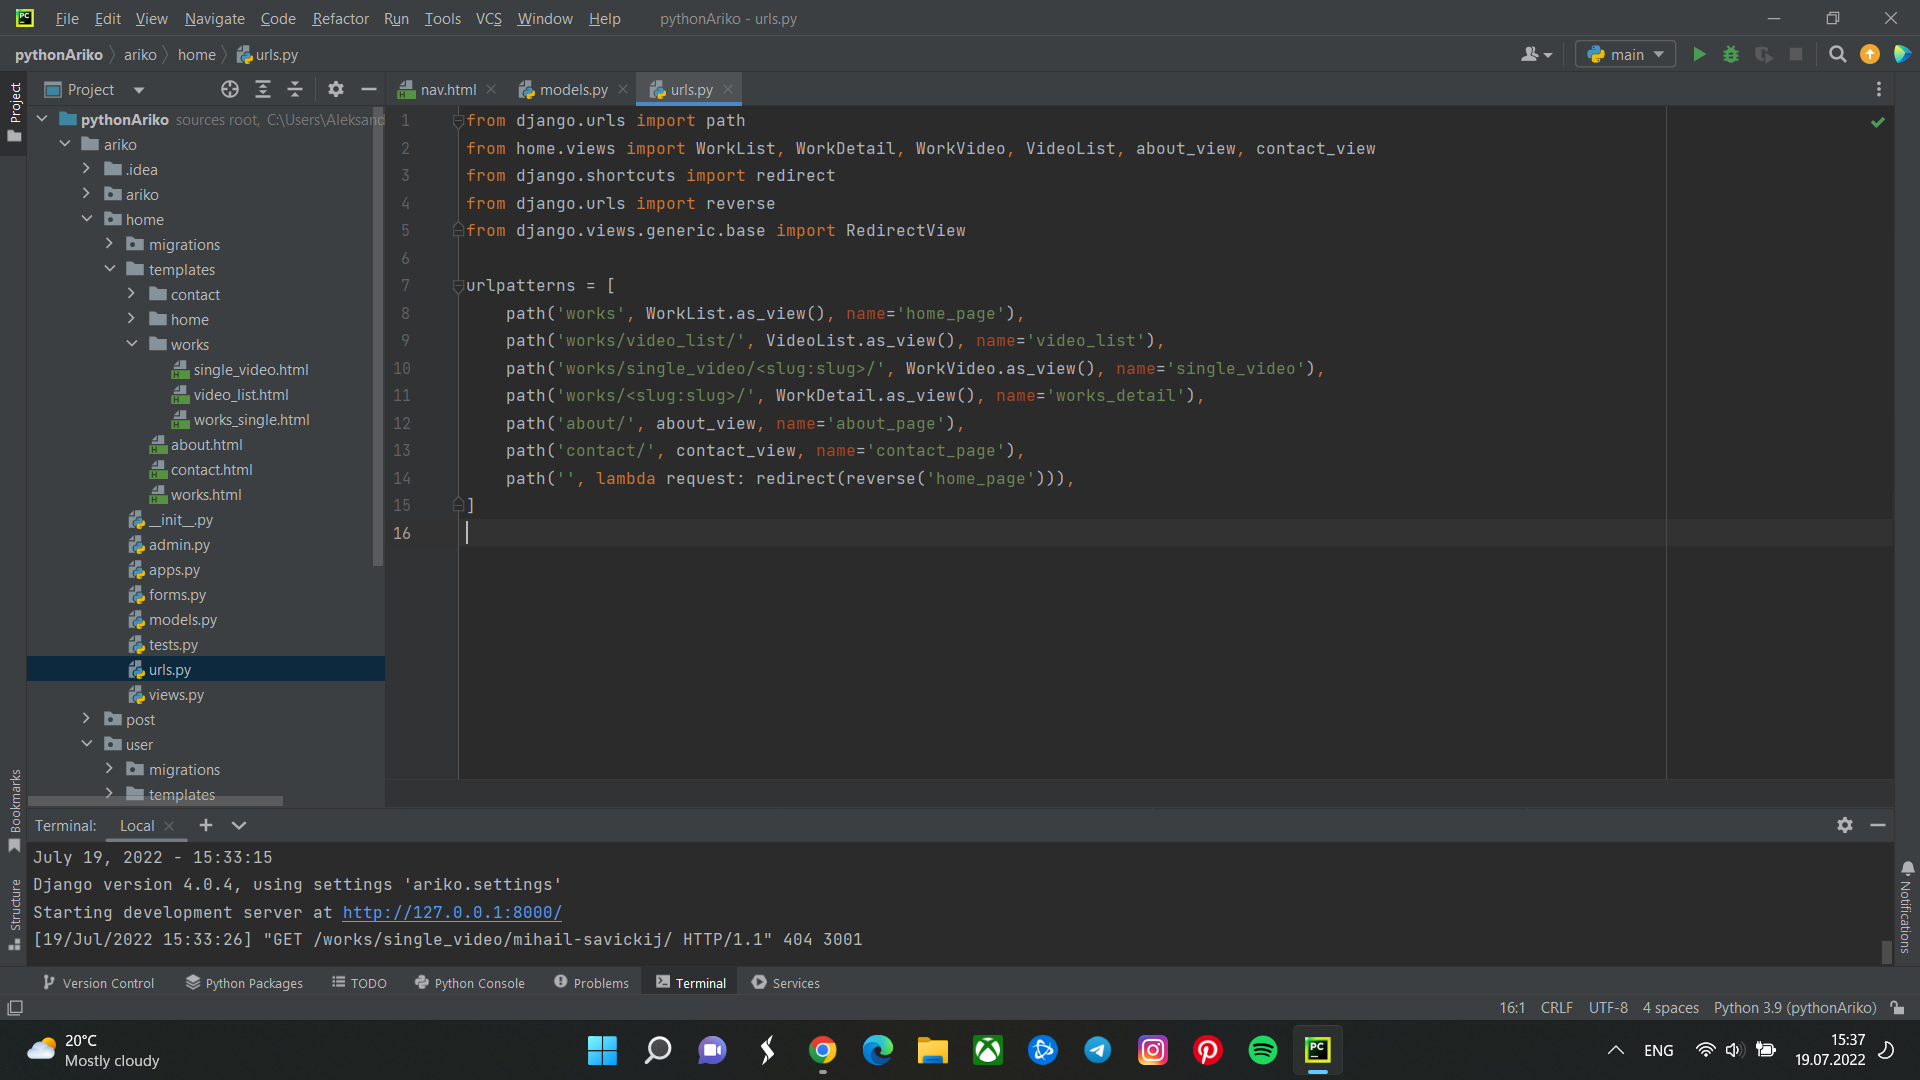 PC
File Edit View Navigate Code Refactor Run Tools VCS Window Help pythonAriko - urls.py
pythonAriko ariko home urls.py
main
Project
Project
nav.html models.py urls.py
pythonAriko sources root, C:\Users\Aleksand
ariko
.idea
ariko
home
migrations
templates
contact
home
works
single_video.html
video_list.html
works_single.html
about.html
contact.html
works.html
__init__.py
admin.py
apps.py
forms.py
models.py
tests.py
urls.py
views.py
post
user
migrations
templates
1 from django.urls import path
2 from home.views import WorkList, WorkDetail, WorkVideo, VideoList, about_view, contact_view
3 from django.shortcuts import redirect
4 from django.urls import reverse
5 from django.views.generic.base import RedirectView
6
7 urlpatterns = [
8     path('works', WorkList.as_view(), name='home_page'),
9     path('works/video_list/', VideoList.as_view(), name='video_list'),
10     path('works/single_video/<slug:slug>/', WorkVideo.as_view(), name='single_video'),
11     path('works/<slug:slug>/', WorkDetail.as_view(), name='works_detail'),
12     path('about/', about_view, name='about_page'),
13     path('contact/', contact_view, name='contact_page'),
14     path('', lambda request: redirect(reverse('home_page'))),
15 ]
16
Bookmarks
Structure
Notifications
Terminal: Local
July 19, 2022 - 15:33:15
Django version 4.0.4, using settings 'ariko.settings'
Starting development server at http://127.0.0.1:8000/
[19/Jul/2022 15:33:26] "GET /works/single_video/mihail-savickij/ HTTP/1.1" 404 3001
Version Control Python Packages TODO Python Console Problems Terminal Services
16:1 CRLF UTF-8 4 spaces Python 3.9 (pythonAriko)
20°C
Mostly cloudy
PC
ENG
15:37
19.07.2022